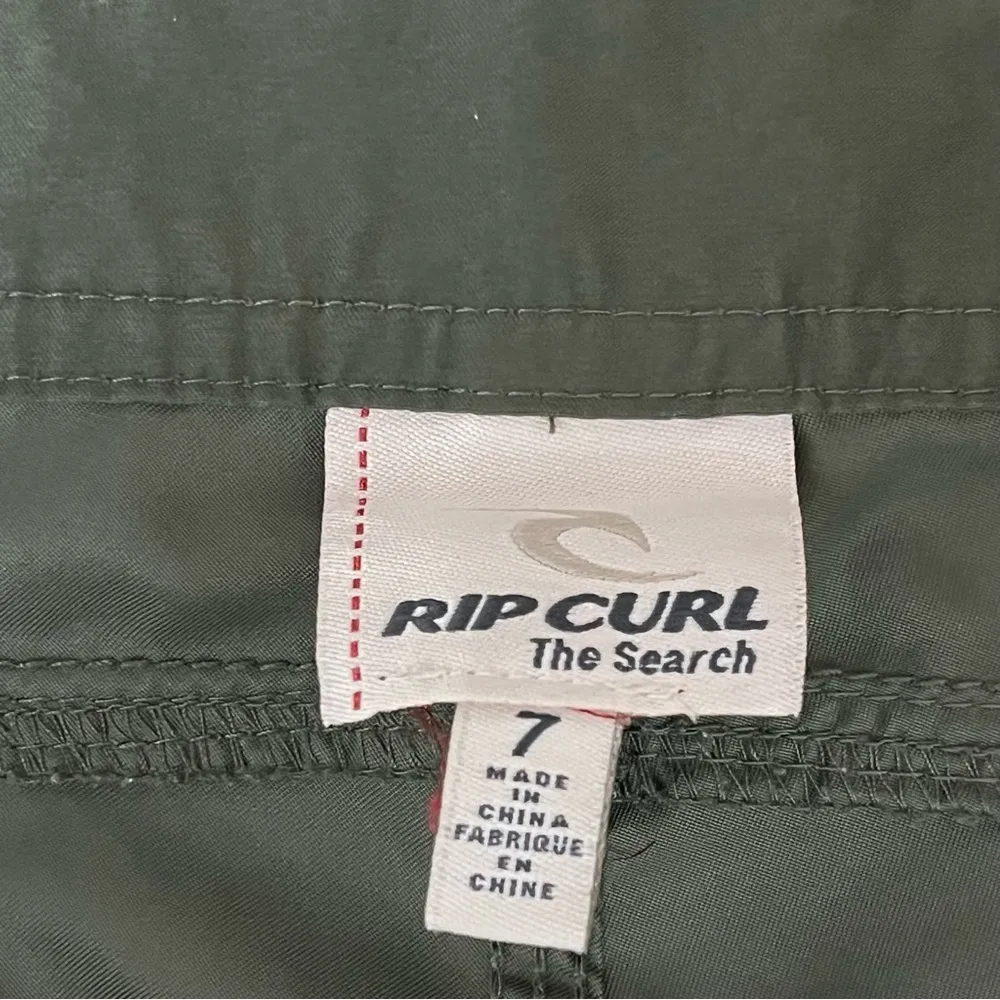 RIP CURL
The Search
7
MADE
IN
CHINA
FABRIQUE
EN
CHINE